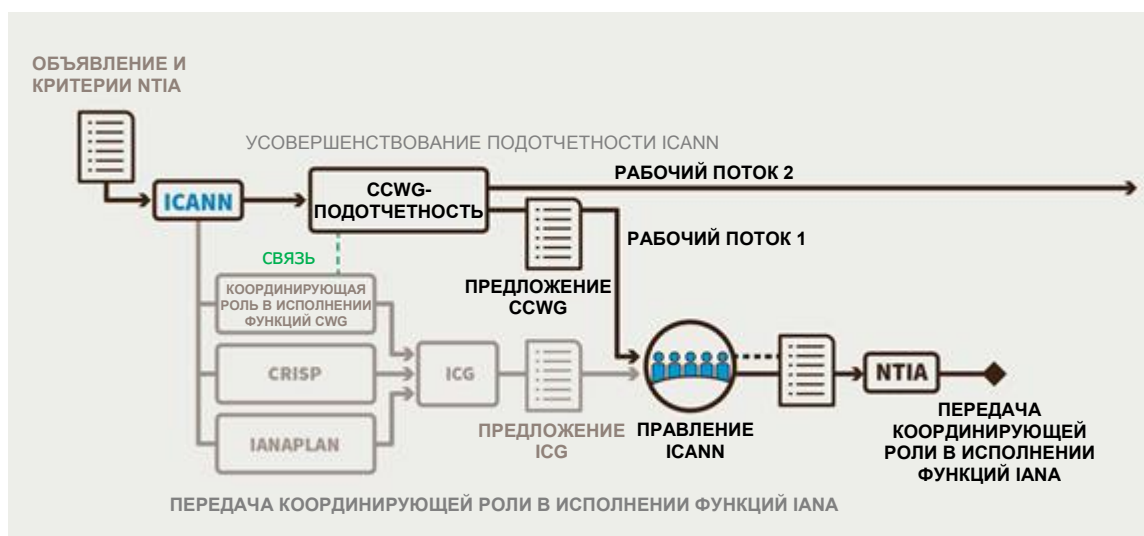 ОБЪЯВЛЕНИЕ И
КРИТЕРИИ NTIA
УСОВЕРШЕНСТВОВАНИЕ ПОДОТЧЕТНОСТИ ICANN
ICANN
CCWG-
ПОДОТЧЕТНОСТЬ
РАБОЧИЙ ПОТОК 2
РАБОЧИЙ ПОТОК 1
СВЯЗЬ
ПРЕДЛОЖЕНИЕ
CCWG
КООРДИНИРУЮЩАЯ
РОЛЬ В ИСПОЛНЕНИИ
ФУНКЦИЙ CWG
CRISP
IANAPLAN
ICG
ПРЕДЛОЖЕНИЕ
ICG
ПРАВЛЕНИЕ
ICANN
NTIA
ПЕРЕДАЧА
КООРДИНИРУЮЩЕЙ
РОЛИ В ИСПОЛНЕНИИ
ФУНКЦИЙ IANA
ПЕРЕДАЧА КООРДИНИРУЮЩЕЙ РОЛИ В ИСПОЛНЕНИИ ФУНКЦИЙ IANA